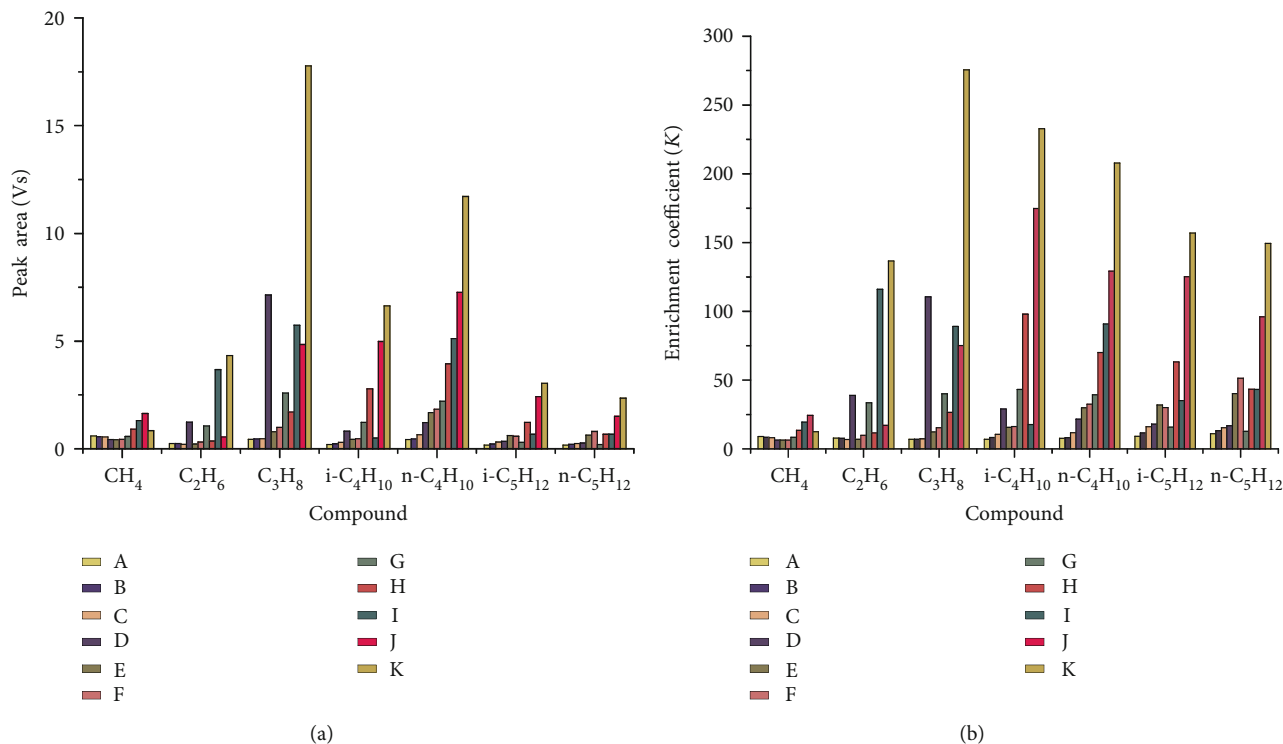 20
15
10
5
0
Peak area (Vs)
CH4 C2H6 C3H8 i-C4H10 n-C4H10 i-C5H12 n-C5H12
Compound
A
B
C
D
E
F
G
H
I
J
K
(a)
300
250
200
150
100
50
0
Enrichment coefficient (K)
CH4 C2H6 C3H8 i-C4H10 n-C4H10 i-C5H12 n-C5H12
Compound
A
B
C
D
E
F
G
H
I
J
K
(b)